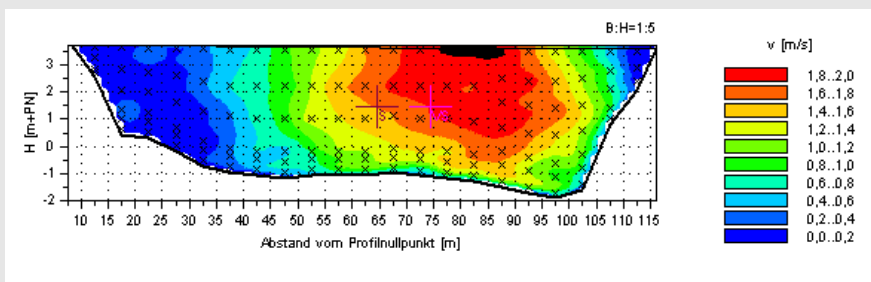 B:H=1:5
v [m/s]
H [m+PN]
3
2
1
0
-1
-2
10 15 20 25 30 35 40 45 50 55 60 65 70 75 80 85 90 95 100 105 110 115
Abstand vom Profilnullpunkt [m]
S
VS
1,8..2,0
1,6..1,8
1,4..1,6
1,2..1,4
1,0..1,2
0,8..1,0
0,6..0,8
0,4..0,6
0,2..0,4
0,0..0,2